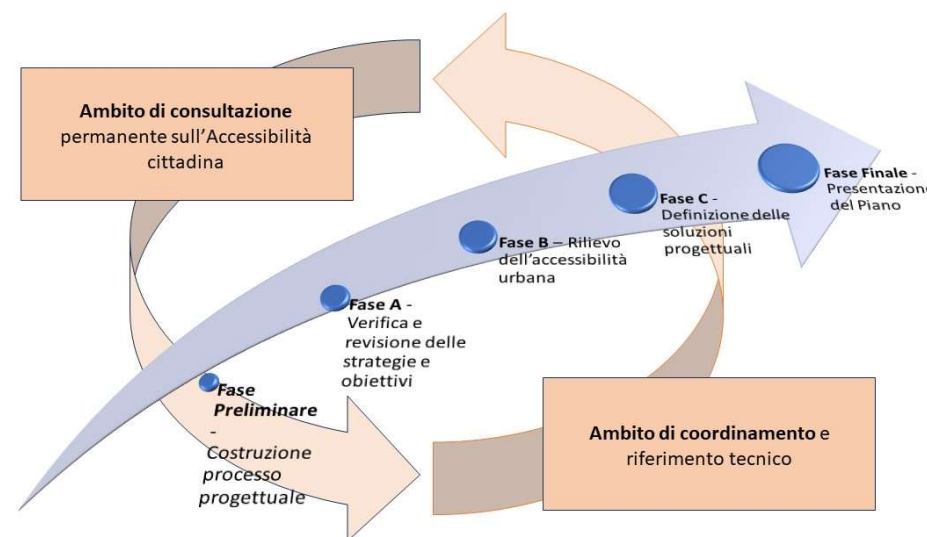 Ambito di consultazione
permanente sull'Accessibilità
cittadina
Fase Finale -
Presentazione
del Piano
Fase C -
Definizione delle
soluzioni
progettuali
Fase B – Rilievo
dell'accessibilità
urbana
Fase A -
Verifica e
revisione delle
strategie e
obiettivi
Fase
Preliminare
-
Costruzione
processo
progettuale
Ambito di coordinamento e
riferimento tecnico